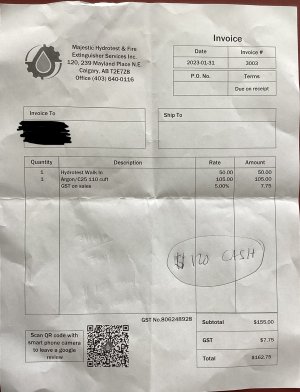 Majestic Hydrotest & Fire
Extinguisher Services Inc.
120, 239 Mayland Place N.E.
Calgary, AB T2E7Z8
Office (403) 640-0116
Invoice
Date Invoice #
2023-01-31 3003
P.O. No. Terms
Due on receipt
Invoice To
Ship To
Quantity Description Rate Amount
1 Hydrotest Walk In 50.00 50.00
1 Argon/C25 110 cuft 105.00 105.00
GST on sales 5.00% 7.75
$120 CASH
GST No.806248928
Scan QR code with
smart phone camera
to leave a google
review
Subtotal $155.00
GST $7.75
Total $162.75